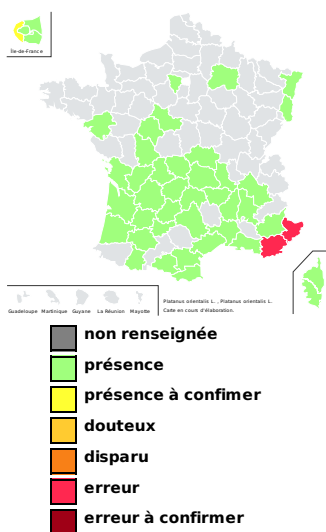 Île-de-France
Guadeloupe Martinique Guyane La Réunion Mayotte
Platanus orientalis L. , Platanus orientalis L.
Carte en cours d'élaboration.
non renseignée
présence
présence à confimer
douteux
disparu
erreur
erreur à confirmer